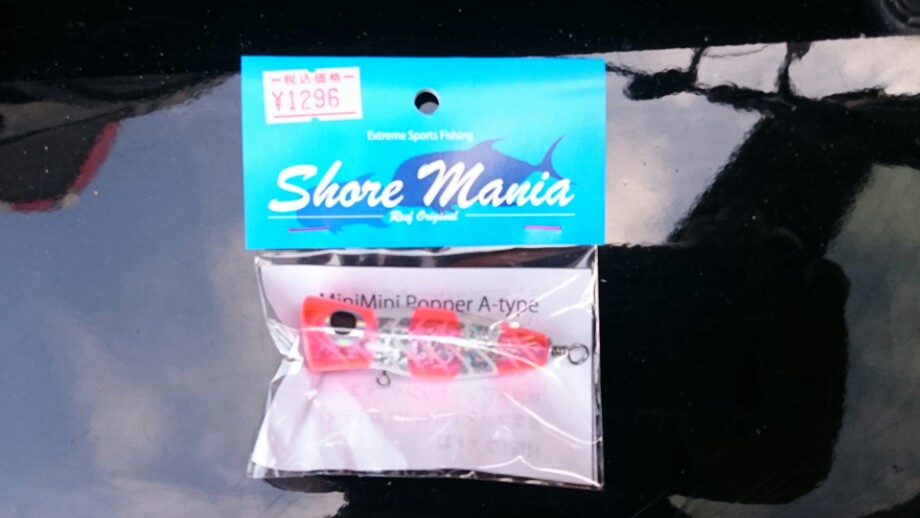 税込価格
¥1296
Extreme Sports Fishing
Shore Mania
Reef Original
MiniMini Popper A-type